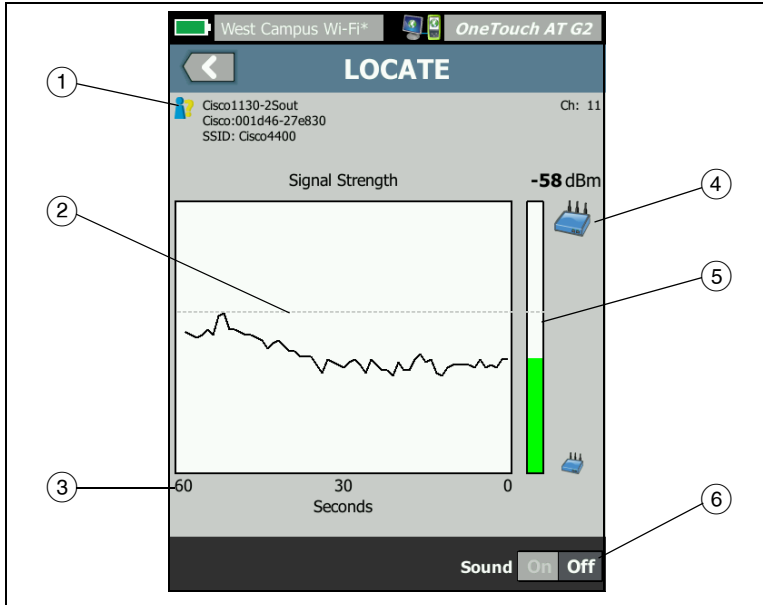 West Campus Wi-Fi* OneTouch AT G2
LOCATE
1
Cisco1130-2Sout
Ch: 11
Cisco:001d46-27e830
SSID: Cisco4400
Signal Strength
-58 dBm
4
2
5
3
60 30 0
Seconds
6
Sound On Off